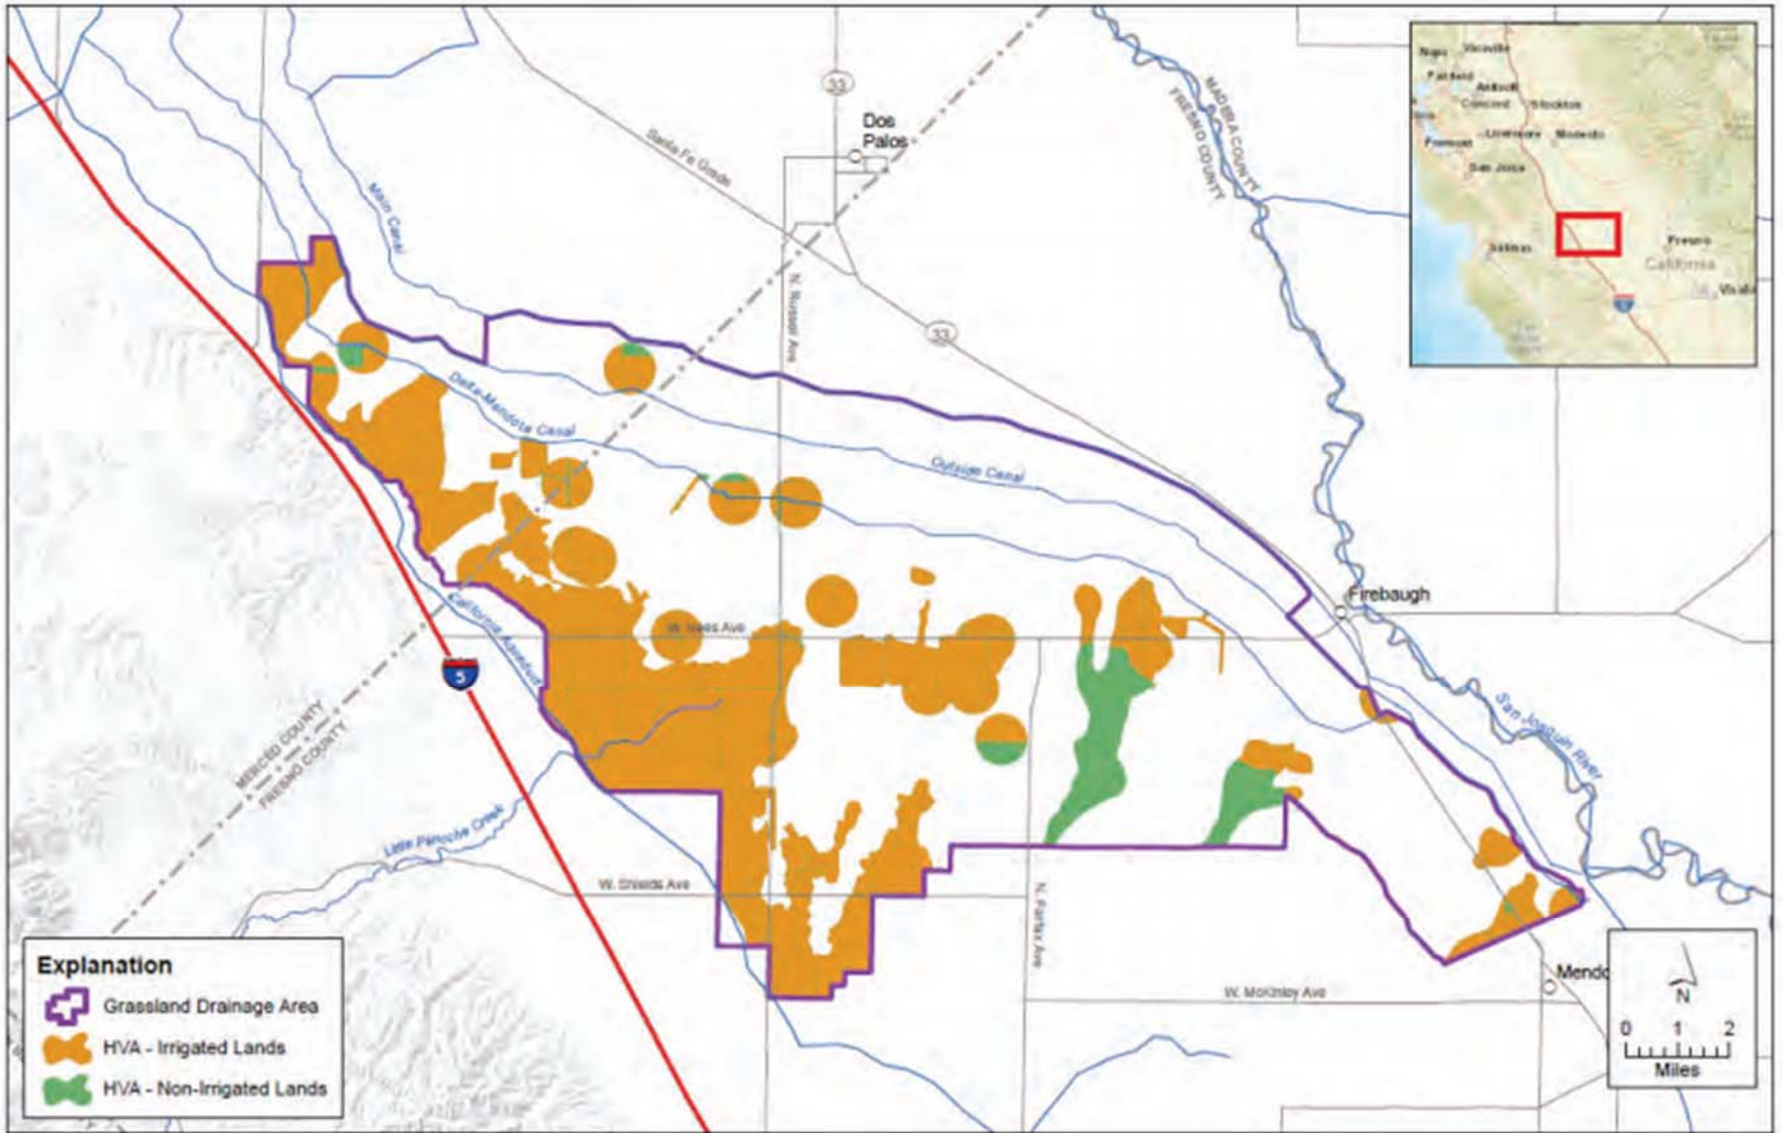 33
Dos
Palos
Santa Fe Grade
MADERA COUNTY
FRESNO COUNTY
Main Canal
N. Russel Ave
33
Delta-Mendota Canal
Outside Canal
Firebaugh
W. Nees Ave
California Aqueduct
5
San Joaquin River
MERCED COUNTY
FRESNO COUNTY
Little Panoche Creek
W. Shields Ave
N. Fairfax Ave
W. McKinley Ave
Mendo
Napa
Vacaville
Fairfield
Antioch
Concord
Stockton
Livermore
Modesto
Fremont
San Jose
Salinas
Fresno
California
Visalia
Explanation
Grassland Drainage Area
HVA - Irrigated Lands
HVA - Non-Irrigated Lands
N
0 1 2
Miles